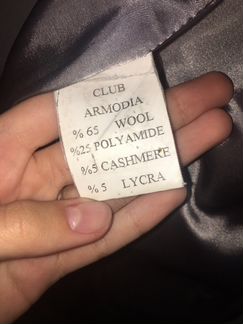 CLUB
ARMODIA
% 65 WOOL
%25 POLYAMIDE
%5 CASHMERE
% 5 LYCRA